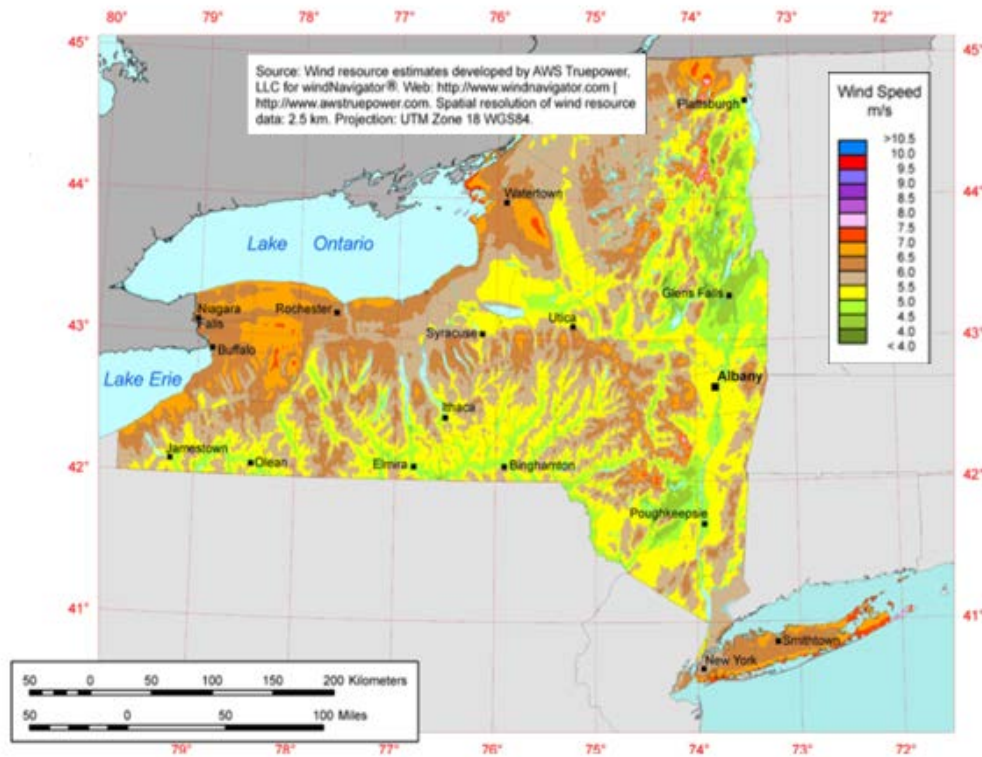 80° 79° 78° 77° 76° 75° 74° 73° 72°
45° 45°
Source: Wind resource estimates developed by AWS Truepower,
LLC for windNavigator®. Web: http://www.windnavigator.com |
http://www.awstruepower.com. Spatial resolution of wind resource
data: 2.5 km. Projection: UTM Zone 18 WGS84.
Wind Speed
m/s
>10.5
10.0
9.5
9.0
8.5
8.0
7.5
7.0
6.5
6.0
5.5
5.0
4.5
4.0
< 4.0
Plattsburgh
44° 44°
Watertown
Lake Ontario
Niagara
Falls
Rochester
Glens Falls
43° 43°
Syracuse
Utica
Buffalo
Lake Erie
Albany
Ithaca
Jamestown
Olean
Elmira
Binghamton
42° 42°
Poughkeepsie
41° 41°
Smithtown
New York
50 0 50 100 150 200 Kilometers
50 0 50 100 Miles
79° 78° 77° 76° 75° 74° 73° 72°